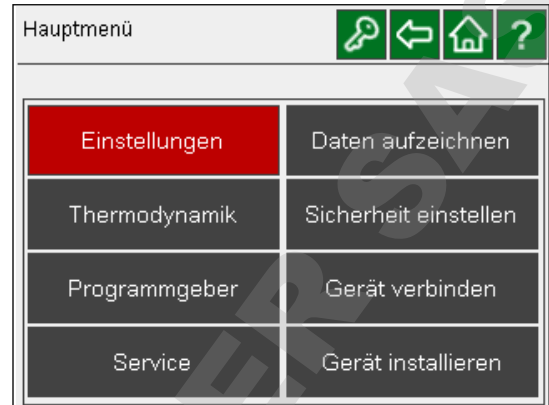 Hauptmenü
?
Einstellungen
Daten aufzeichnen
Thermodynamik
Sicherheit einstellen
Programmgeber
Gerät verbinden
Service
Gerät installieren